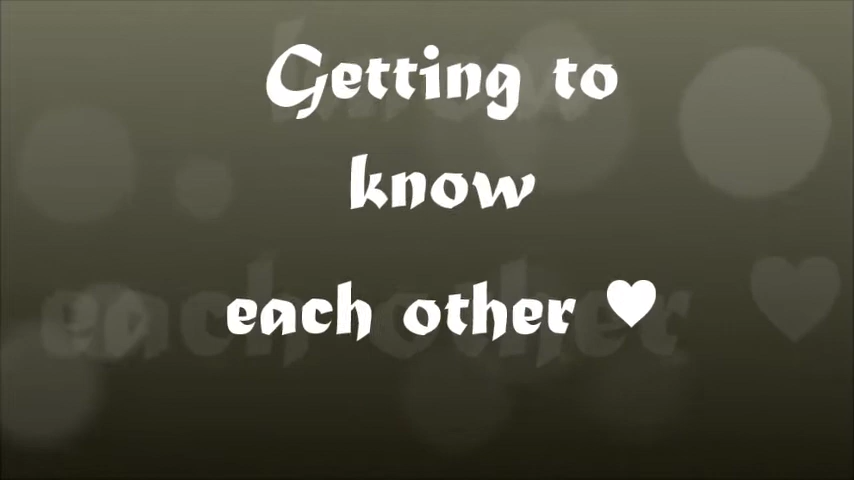 Getting to
know
each other ♥